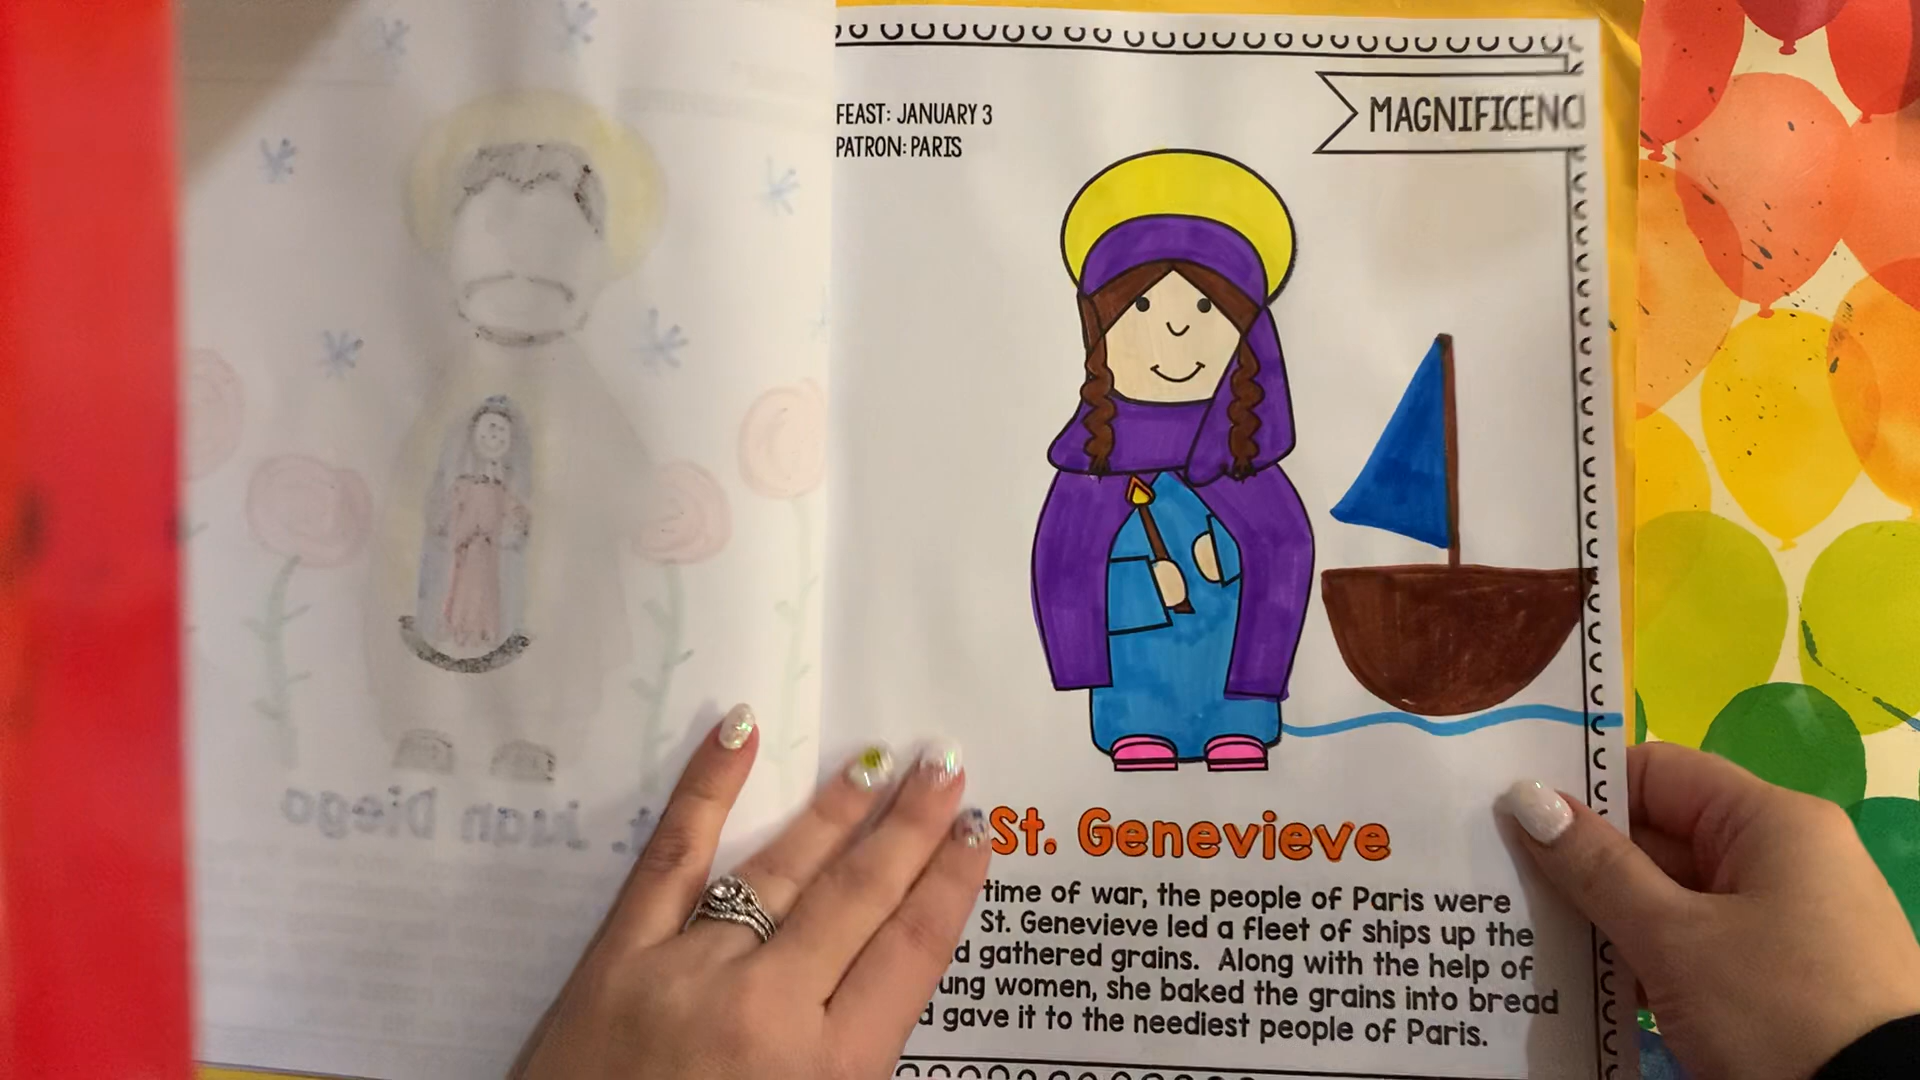 FEAST: JANUARY 3
PATRON: PARIS
MAGNIFICENC
St. Genevieve
time of war, the people of Paris were
St. Genevieve led a fleet of ships up the
d gathered grains. Along with the help of
ung women, she baked the grains into bread
d gave it to the neediest people of Paris.
. Juan Diego